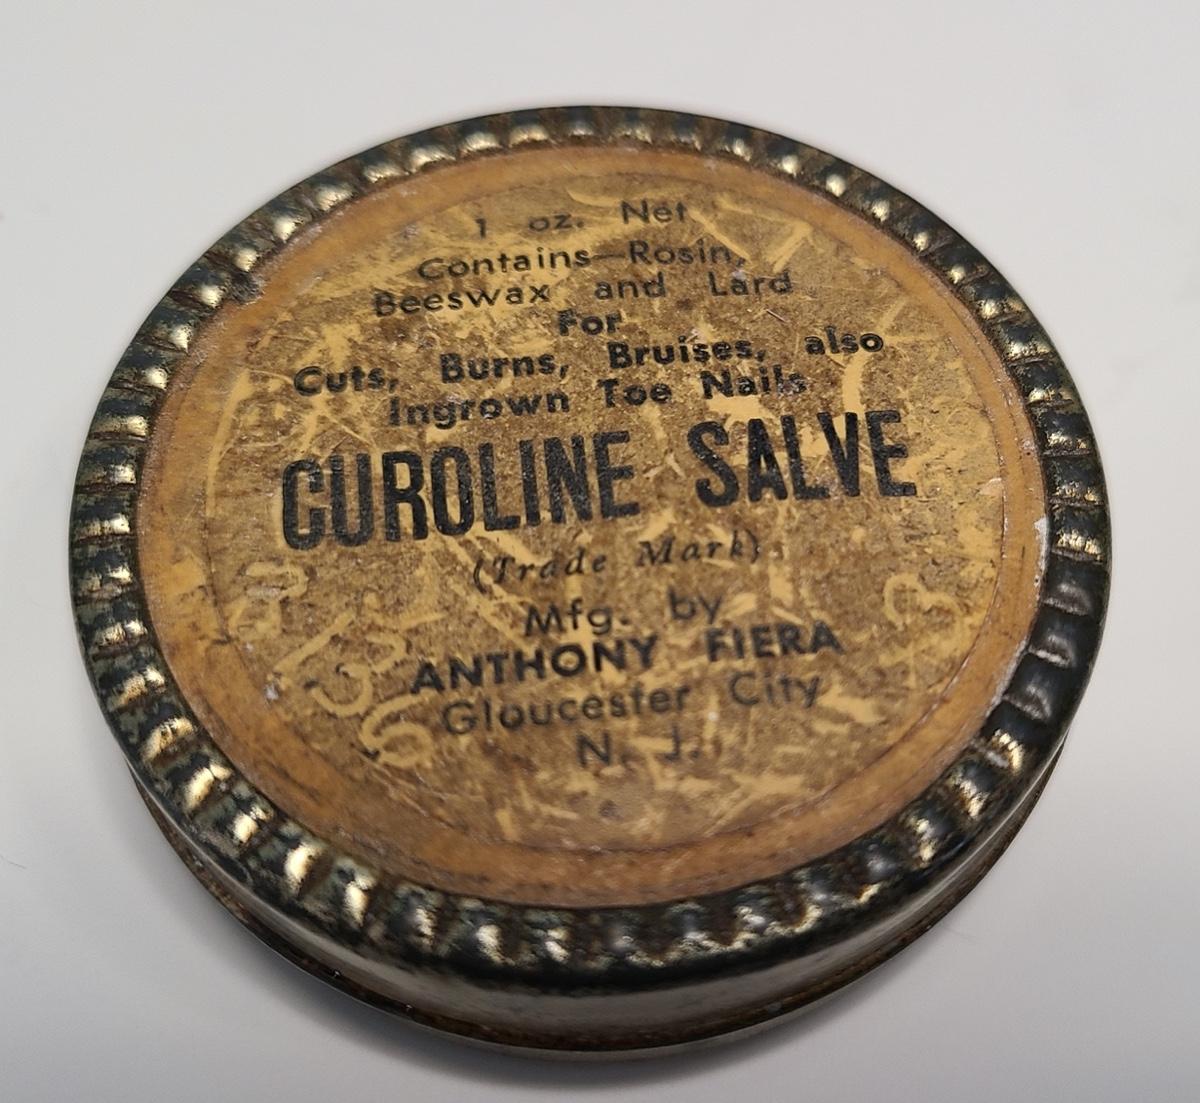 1 oz. Net
Contains—Rosin,
Beeswax and Lard
For
Cuts, Burns, Bruises, also
Ingrown Toe Nails
CUROLINE SALVE
(Trade Mark)
Mfg. by
ANTHONY FIERA
Gloucester City
N. J.